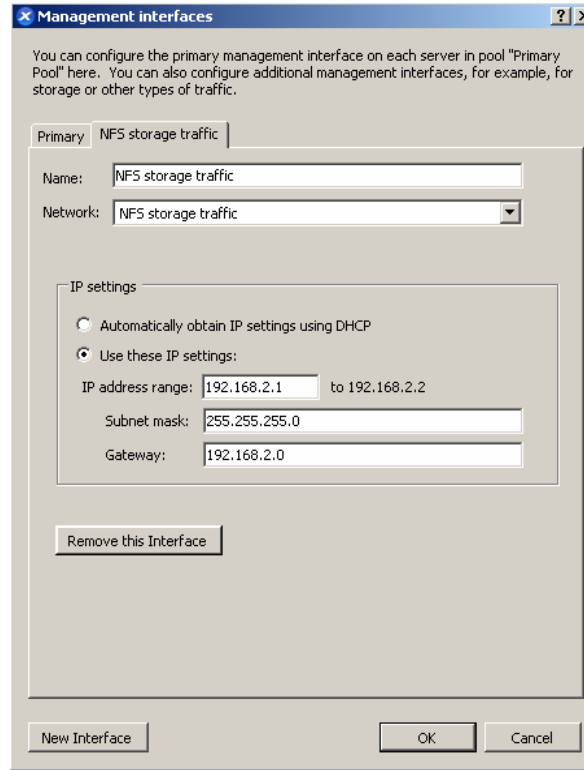 Management interfaces
You can configure the primary management interface on each server in pool "Primary
Pool" here. You can also configure additional management interfaces, for example, for
storage or other types of traffic.
Primary NFS storage traffic
Name: NFS storage traffic
Network: NFS storage traffic
IP settings
Automatically obtain IP settings using DHCP
Use these IP settings:
IP address range: 192.168.2.1 to 192.168.2.2
Subnet mask: 255.255.255.0
Gateway: 192.168.2.0
Remove this Interface
New Interface OK Cancel